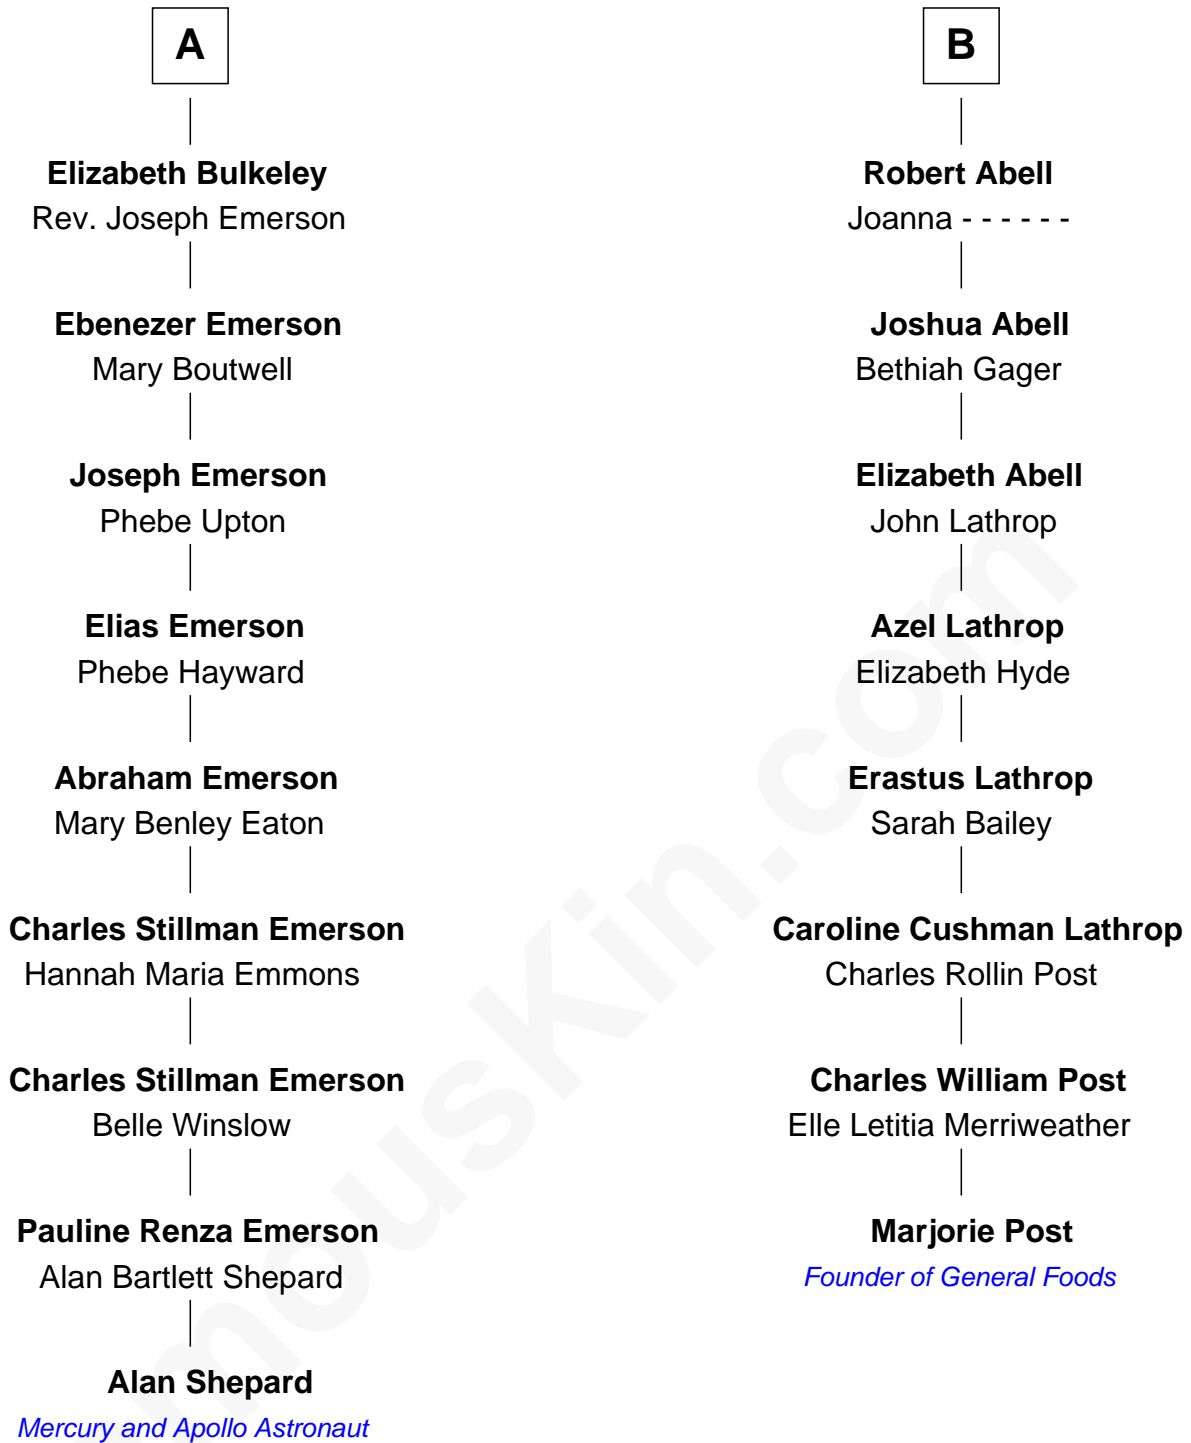 A
Elizabeth Bulkeley
Rev. Joseph Emerson
Ebenezer Emerson
Mary Boutwell
Joseph Emerson
Phebe Upton
Elias Emerson
Phebe Hayward
Abraham Emerson
Mary Benley Eaton
Charles Stillman Emerson
Hannah Maria Emmons
Charles Stillman Emerson
Belle Winslow
Pauline Renza Emerson
Alan Bartlett Shepard
Alan Shepard
Mercury and Apollo Astronaut
B
Robert Abell
Joanna - - - - - -
Joshua Abell
Bethiah Gager
Elizabeth Abell
John Lathrop
Azel Lathrop
Elizabeth Hyde
Erastus Lathrop
Sarah Bailey
Caroline Cushman Lathrop
Charles Rollin Post
Charles William Post
Elle Letitia Merriweather
Marjorie Post
Founder of General Foods
mousKin.com